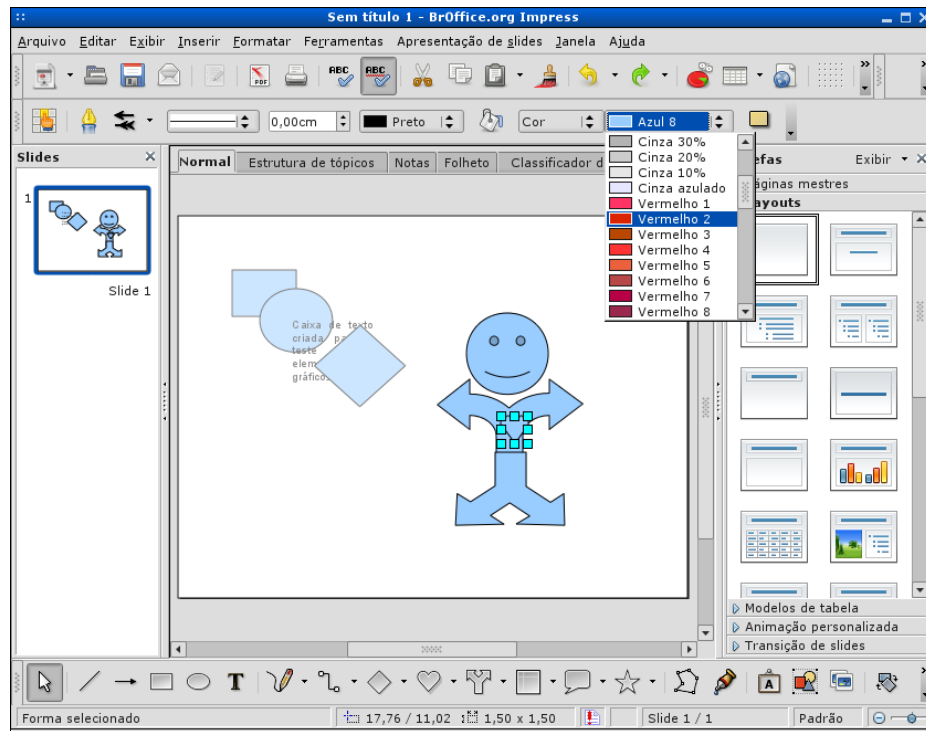 Sem título 1 - BrOffice.org Impress
Arquivo Editar Exibir Inserir Formatar Ferramentas Apresentação de slides Janela Ajuda
PDF ABC ABC
0,00cm Preto Cor Azul 8
Slides
Normal Estrutura de tópicos Notas Folheto Classificador d
efas Exibir
Cinza 30%
Cinza 20%
Cinza 10%
Cinza azulado
Vermelho 1
Vermelho 2
Vermelho 3
Vermelho 4
Vermelho 5
Vermelho 6
Vermelho 7
Vermelho 8
áginas mestres
ayouts
1
Slide 1
Caixa de texto
criada pa
teste
elem
gráficos
Modelos de tabela
Animação personalizada
Transição de slides
T A
Forma selecionado 17,76 / 11,02 1,50 x 1,50 Slide 1 / 1 Padrão